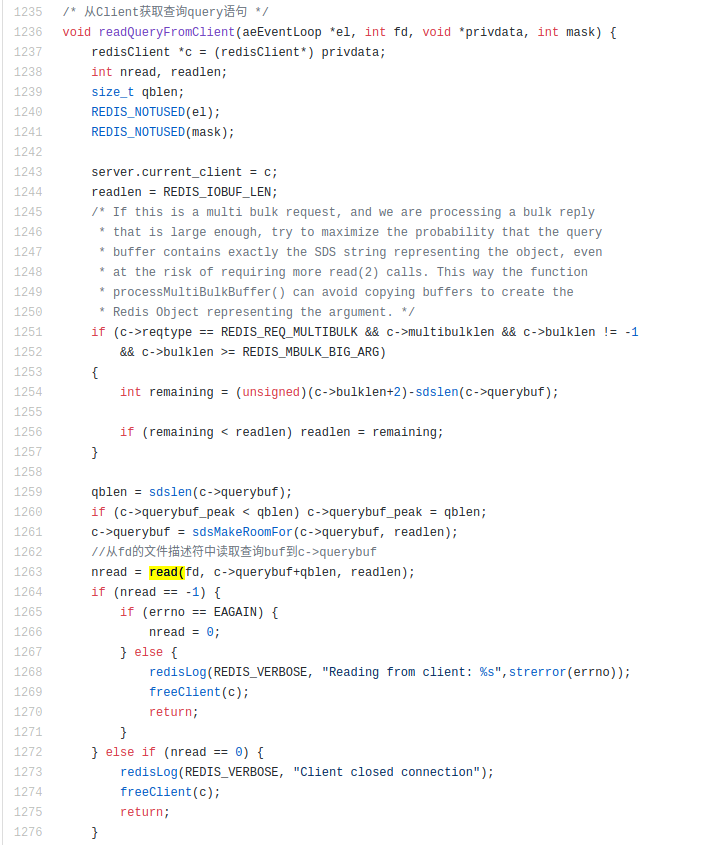 1235 /* 从Client获取查询query语句 */
1236 void readQueryFromClient(aeEventLoop *el, int fd, void *privdata, int mask) {
1237     redisClient *c = (redisClient*) privdata;
1238     int nread, readlen;
1239     size_t qblen;
1240     REDIS_NOTUSED(el);
1241     REDIS_NOTUSED(mask);
1242
1243     server.current_client = c;
1244     readlen = REDIS_IOBUF_LEN;
1245     /* If this is a multi bulk request, and we are processing a bulk reply
1246      * that is large enough, try to maximize the probability that the query
1247      * buffer contains exactly the SDS string representing the object, even
1248      * at the risk of requiring more read(2) calls. This way the function
1249      * processMultiBulkBuffer() can avoid copying buffers to create the
1250      * Redis Object representing the argument. */
1251     if (c->reqtype == REDIS_REQ_MULTIBULK && c->multibulklen && c->bulklen != -1
1252         && c->bulklen >= REDIS_MBULK_BIG_ARG)
1253     {
1254         int remaining = (unsigned)(c->bulklen+2)-sdslen(c->querybuf);
1255
1256         if (remaining < readlen) readlen = remaining;
1257     }
1258
1259     qblen = sdslen(c->querybuf);
1260     if (c->querybuf_peak < qblen) c->querybuf_peak = qblen;
1261     c->querybuf = sdsMakeRoomFor(c->querybuf, readlen);
1262     //从fd的文件描述符中读取查询buf到c->querybuf
1263     nread = read(fd, c->querybuf+qblen, readlen);
1264     if (nread == -1) {
1265         if (errno == EAGAIN) {
1266             nread = 0;
1267         } else {
1268             redisLog(REDIS_VERBOSE, "Reading from client: %s",strerror(errno));
1269             freeClient(c);
1270             return;
1271         }
1272     } else if (nread == 0) {
1273         redisLog(REDIS_VERBOSE, "Client closed connection");
1274         freeClient(c);
1275         return;
1276     }